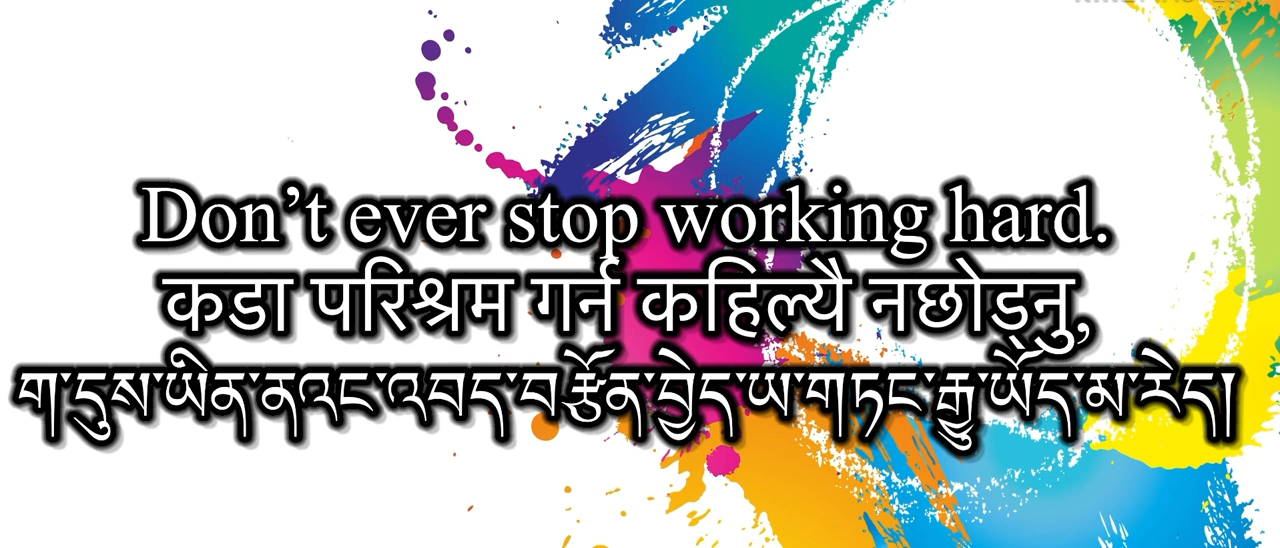 Don’t ever stop working hard.
कडा परिश्रम गर्न कहिल्यै नछोड्नु,
ག་དུས་ཡིན་ནའང་འབད་བརྩོན་བྱེད་ཡ་གཏང་རྒྱུ་ཡོད་མ་རེད།